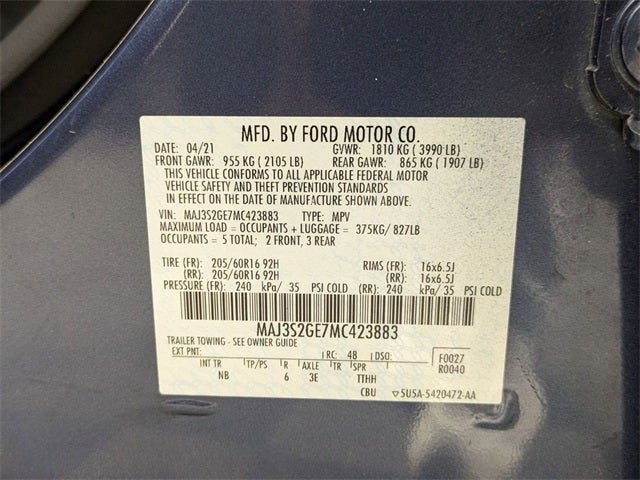 MFD. BY FORD MOTOR CO.
DATE: 04/21 GVWR: 1810 KG ( 3990 LB)
FRONT GAWR: 955 KG ( 2105 LB) REAR GAWR: 865 KG ( 1907 LB)
THIS VEHICLE CONFORMS TO ALL APPLICABLE FEDERAL MOTOR
VEHICLE SAFETY AND THEFT PREVENTION STANDARDS
IN EFFECT ON THE DATE OF MANUFACTURE SHOWN ABOVE.
VIN: MAJ3S2GE7MC423883 TYPE: MPV
MAXIMUM LOAD = OCCUPANTS + LUGGAGE = 375KG/ 827LB
OCCUPANTS = 5 TOTAL; 2 FRONT, 3 REAR
TIRE (FR): 205/60R16 92H RIMS (FR): 16x6.5J
(RR): 205/60R16 92H (RR): 16x6.5J
PRESSURE (FR): 240 kPa/ 35 PSI COLD (RR): 240 kPa/ 35 PSI COLD
MAJ3S2GE7MC423883
TRAILER TOWING - SEE OWNER GUIDE
EXT PNT: RC: 48 DSO: F0027
INT TR TP/PS R AXLE TR SPR R0040
NB 6 3E TTHH
CBU ▽5U5A-5420472-AA